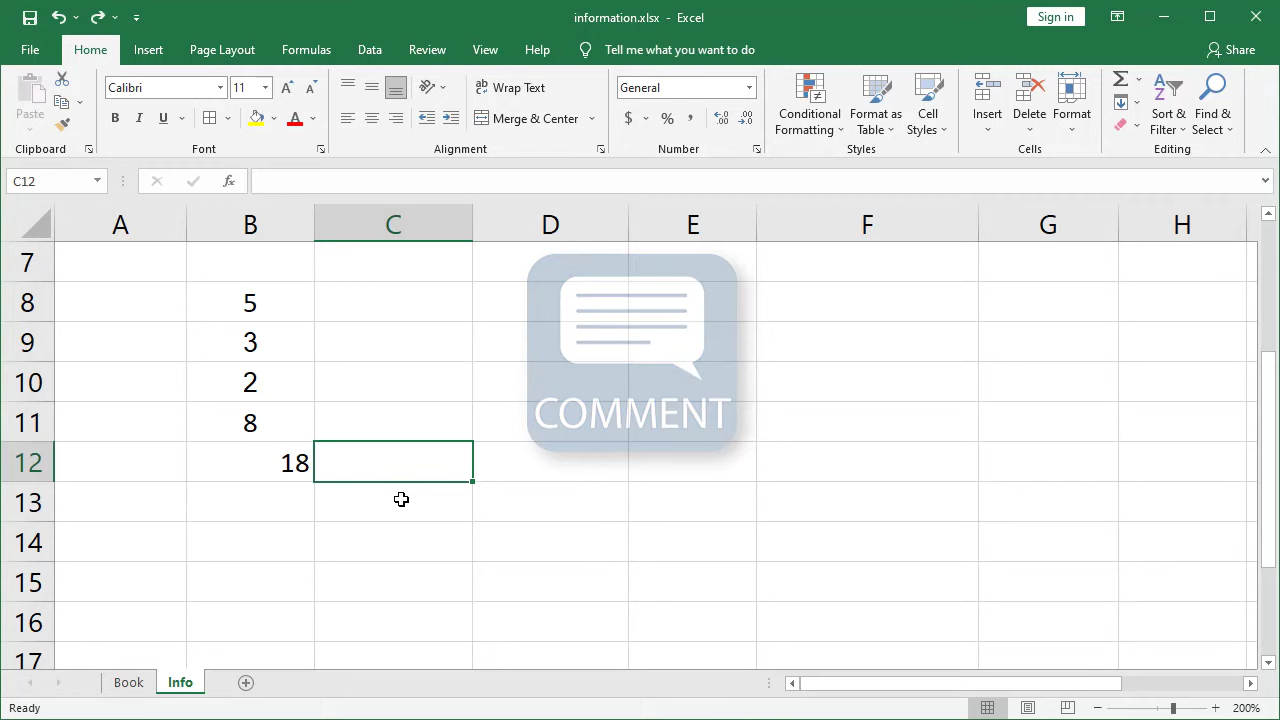 information.xlsx - Excel
Sign in
File Home Insert Page Layout Formulas Data Review View Help Tell me what you want to do Share
Paste
Clipboard
Calibri 11
B I U A
Font
Wrap Text
Merge & Center
Alignment
General
$ % ,
Number
Conditional Formatting
Format as Table
Cell Styles
Styles
Insert
Delete
Format
Cells
Sort & Filter
Find & Select
Editing
C12 fx
A B C D E F G H
7
8 5
9 3
10 2
11 8
COMMENT
12 18
13
14
15
16
17
Book Info
Ready 200%